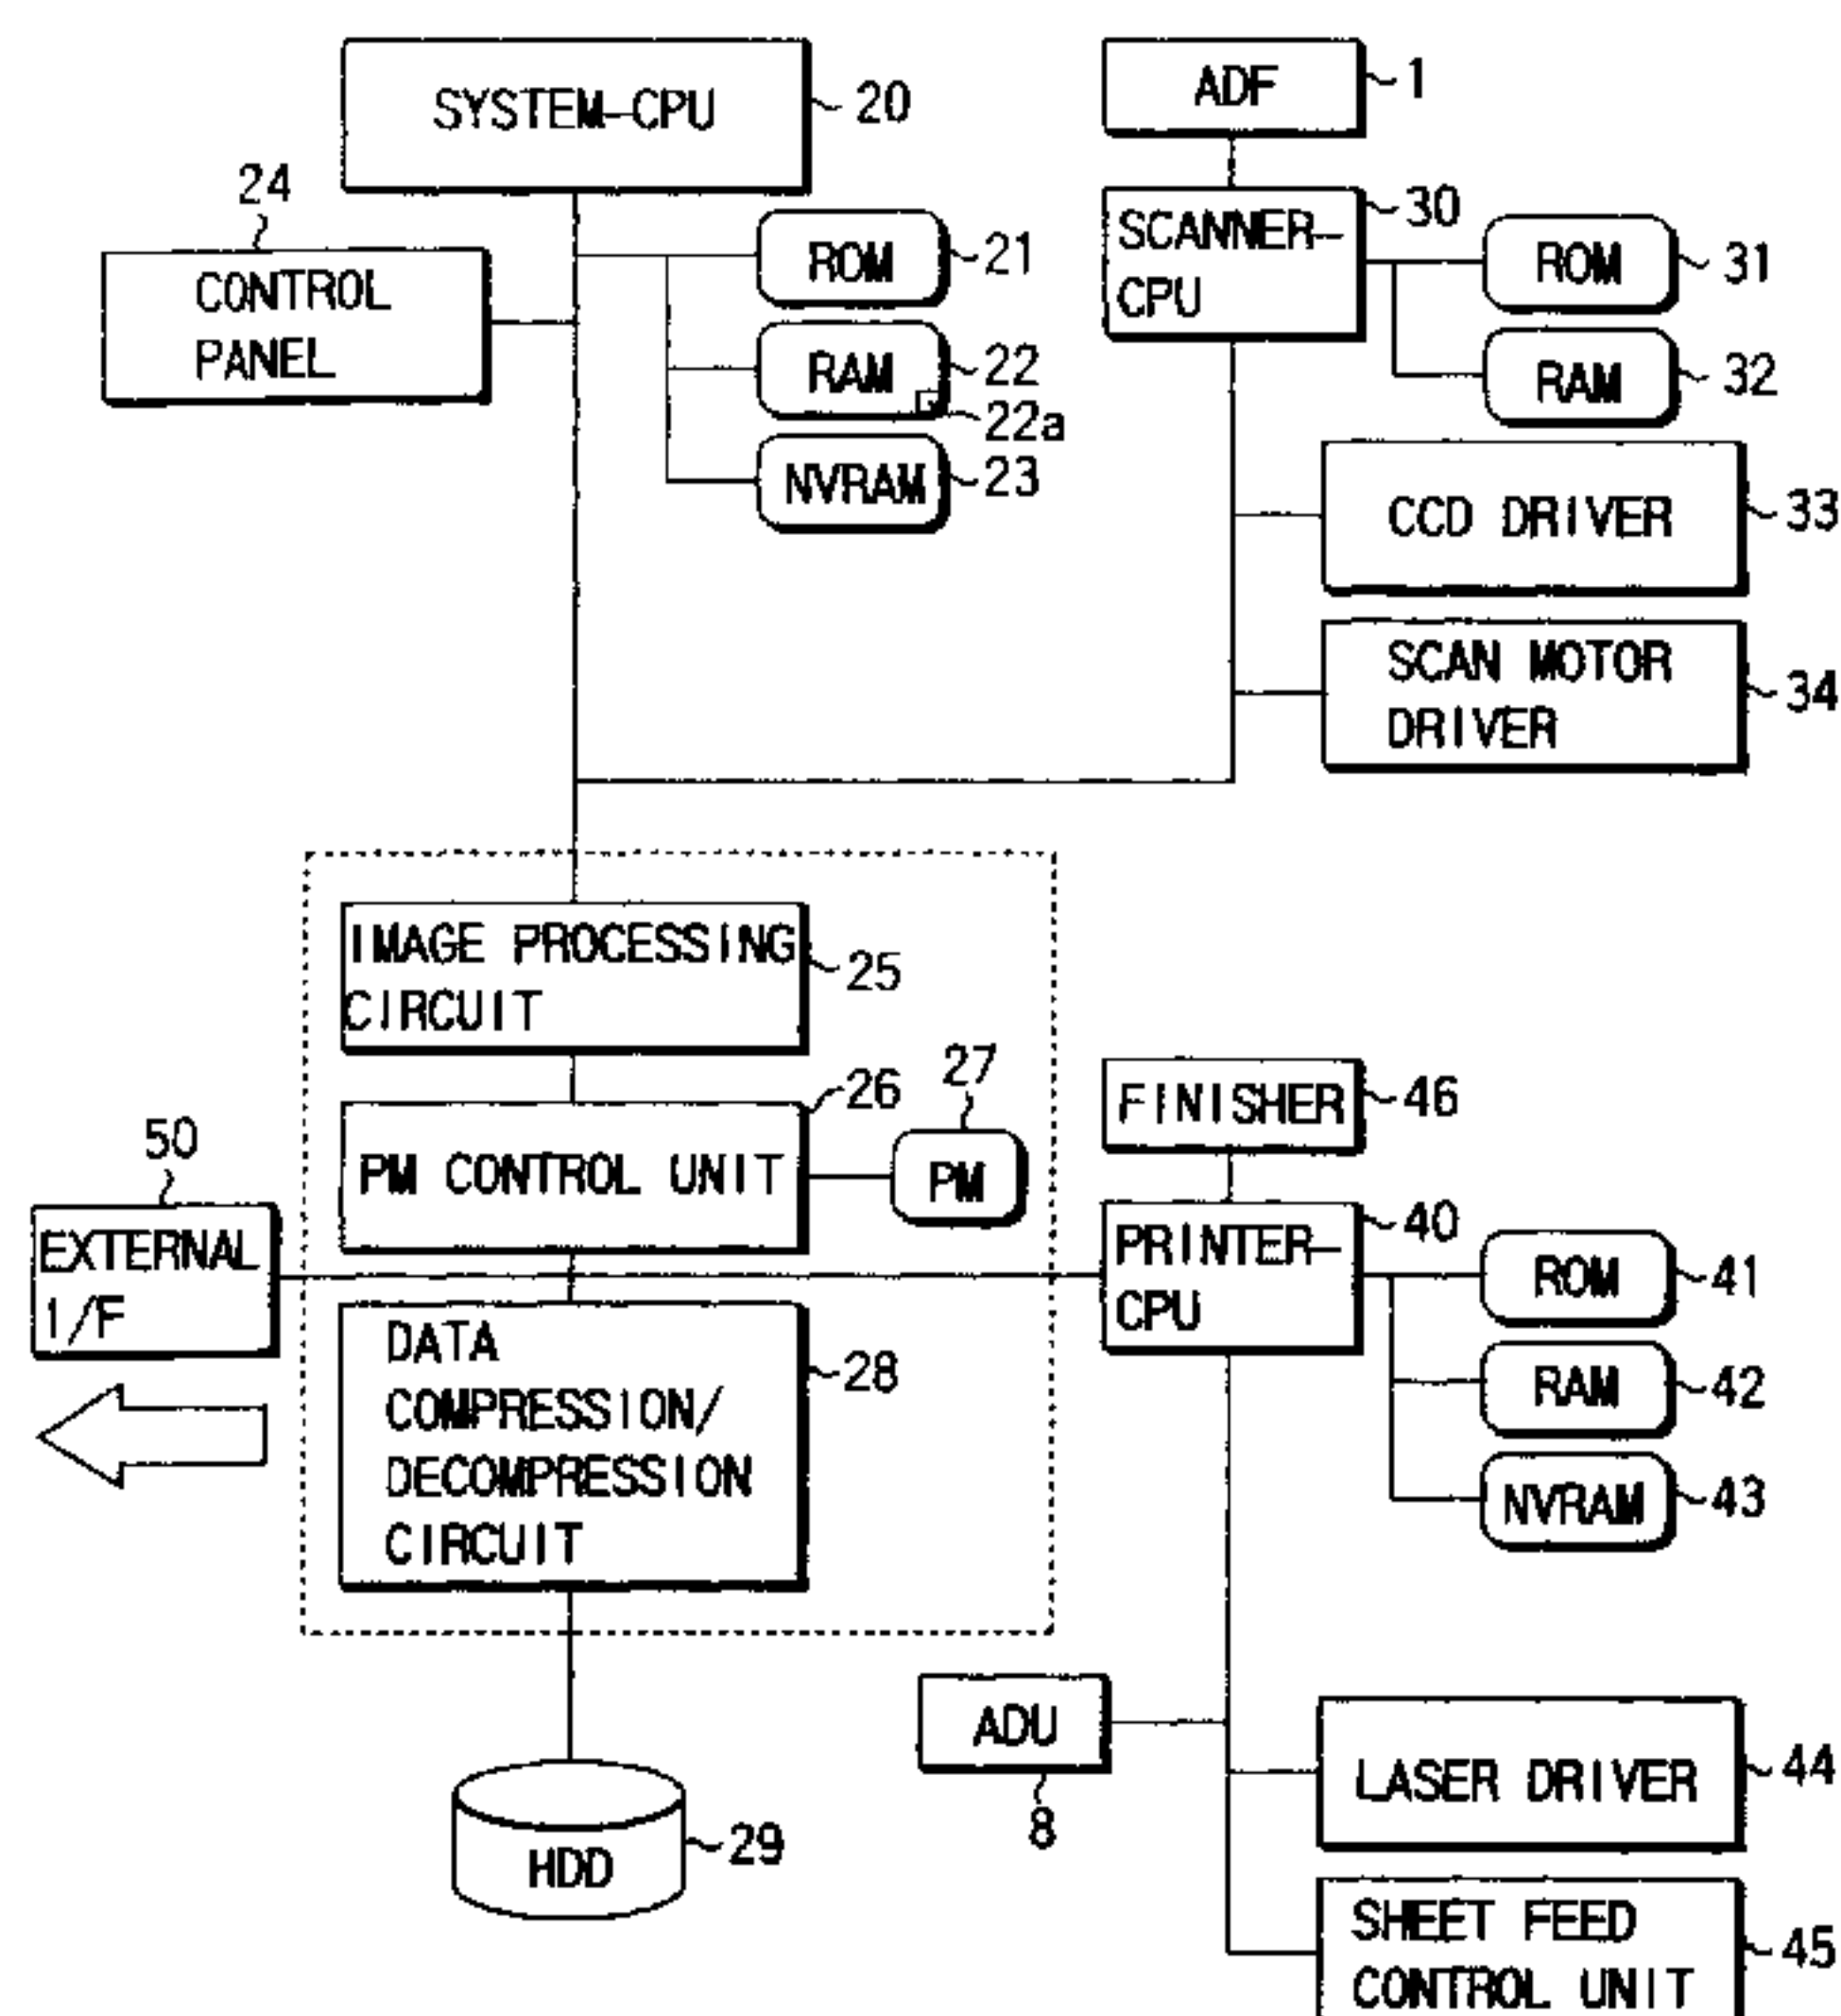 SYSTEM-CPU
20
ADF
1
24
CONTROL
PANEL
ROM
21
RAM
22
22a
NVRAM
23
SCANNER-
CPU
30
ROM
31
RAM
32
CCD DRIVER
33
SCAN MOTOR
DRIVER
34
IMAGE PROCESSING
CIRCUIT
25
PM CONTROL UNIT
26
27
PM
50
EXTERNAL
I/F
DATA
COMPRESSION/
DECOMPRESSION
CIRCUIT
28
HDD
29
FINISHER
46
PRINTER-
CPU
40
ROM
41
RAM
42
NVRAM
43
ADU
8
LASER DRIVER
44
SHEET FEED
CONTROL UNIT
45